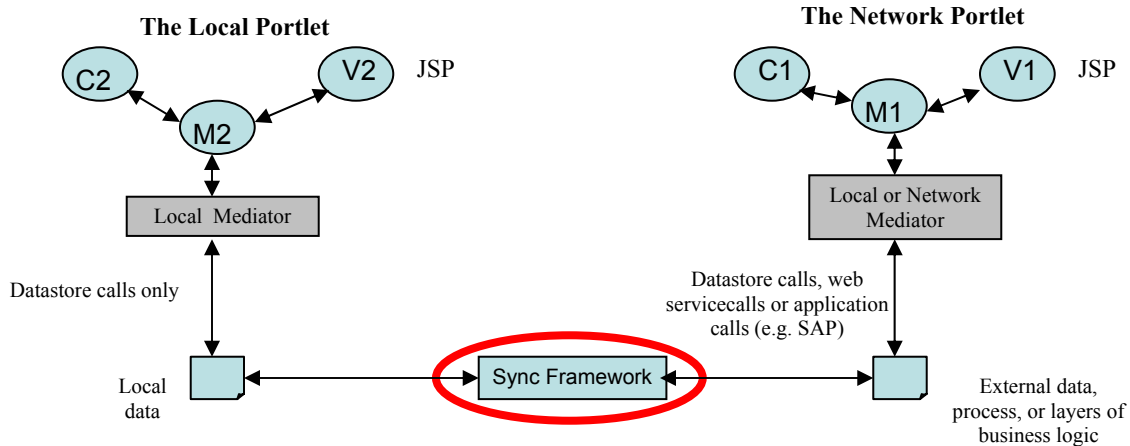 The Local Portlet
The Network Portlet
C2
V2
JSP
M2
C1
V1
JSP
M1
Local Mediator
Local or Network
Mediator
Datastore calls only
Datastore calls, web
servicecalls or application
calls (e.g. SAP)
Local
data
Sync Framework
External data,
process, or layers of
business logic